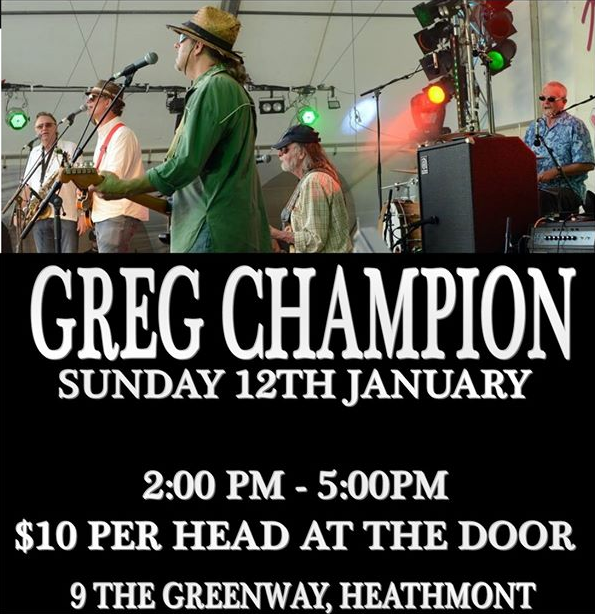 GREG CHAMPION
SUNDAY 12TH JANUARY
2:00 PM - 5:00PM
$10 PER HEAD AT THE DOOR
9 THE GREENWAY, HEATHMONT